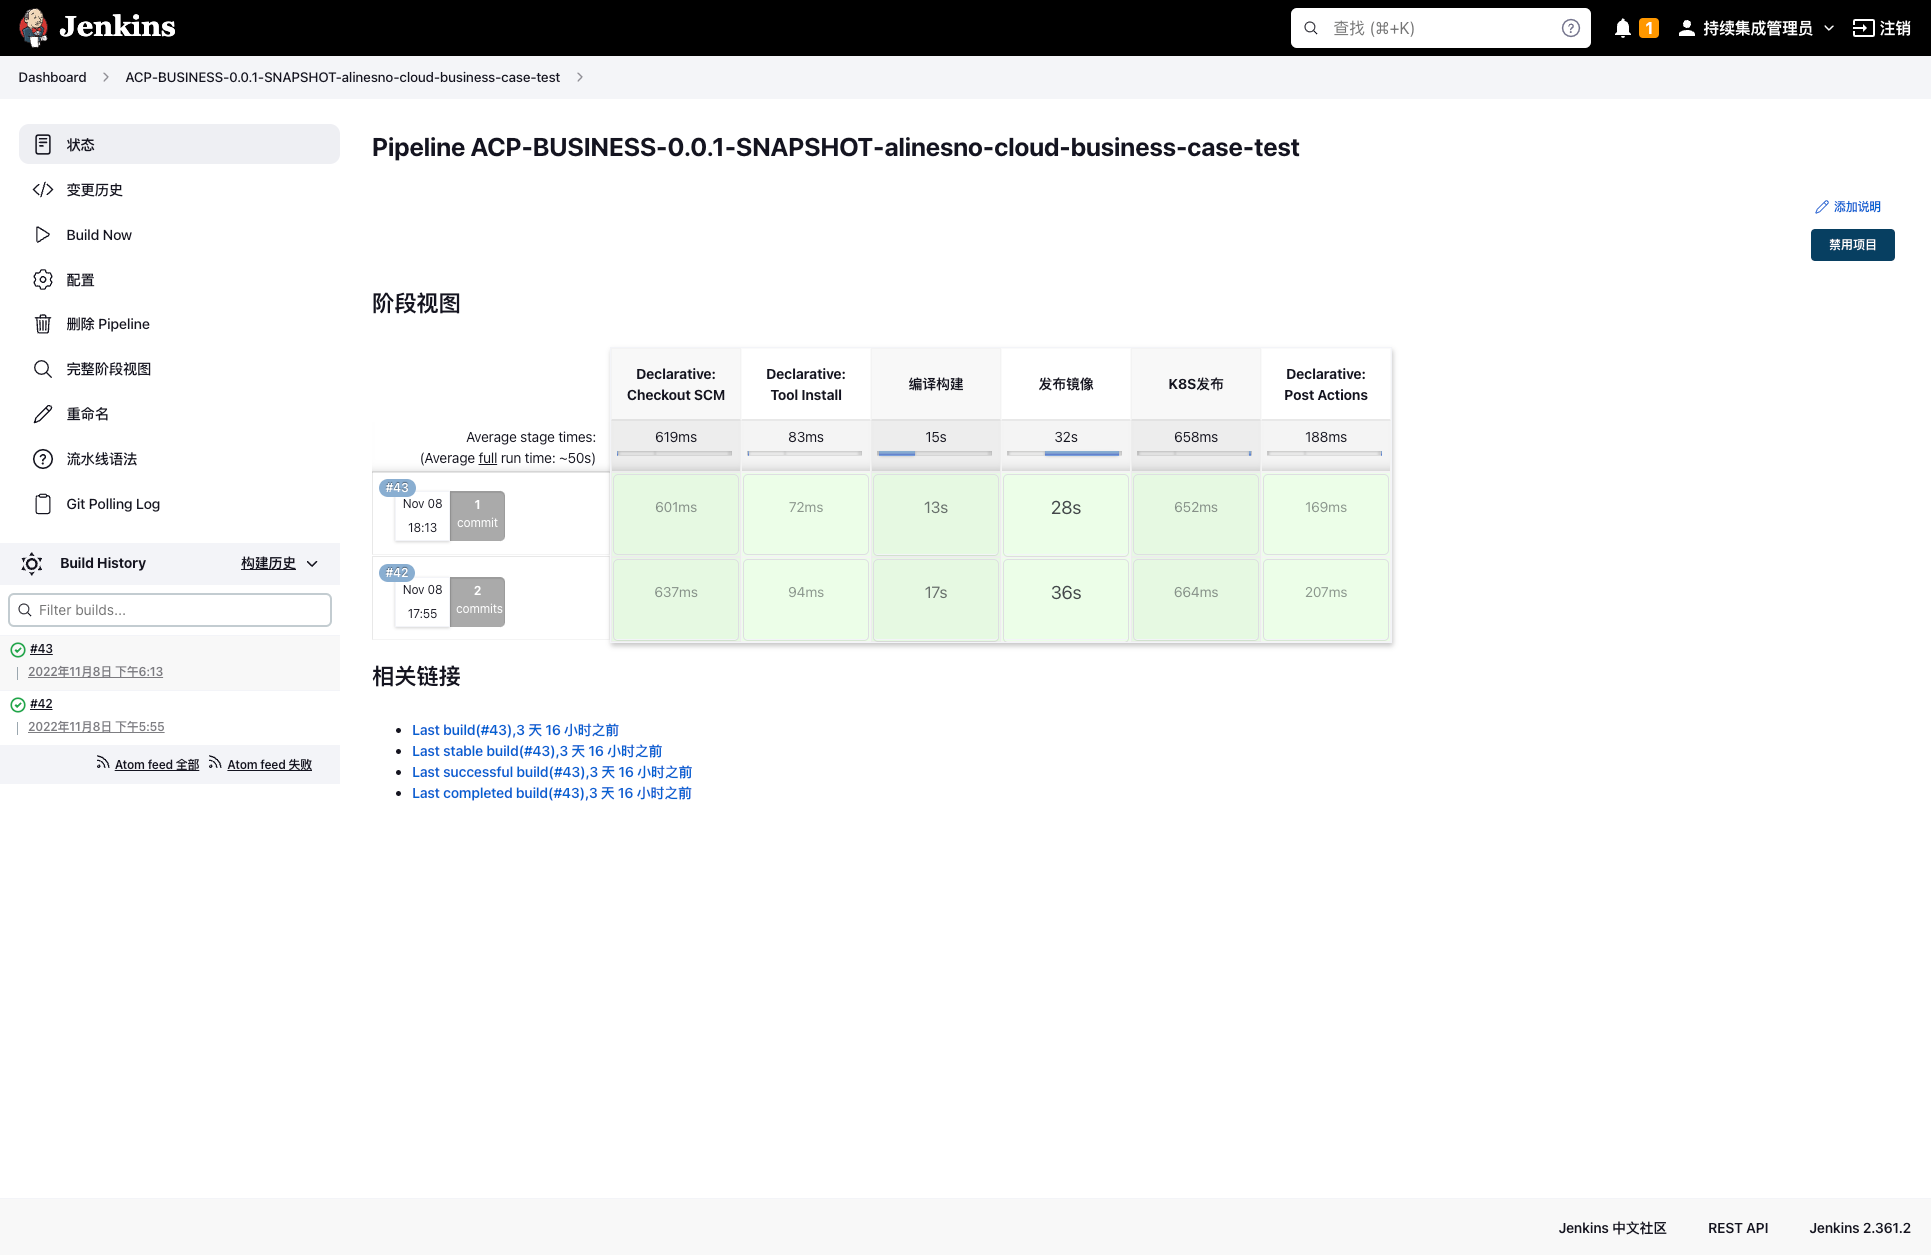 Jenkins
查找 (⌘+K)
1
持续集成管理员
注销
Dashboard
ACP-BUSINESS-0.0.1-SNAPSHOT-alinesno-cloud-business-case-test
状态
变更历史
Build Now
配置
删除 Pipeline
完整阶段视图
重命名
流水线语法
Git Polling Log
Build History 构建历史
Filter builds...
#43
2022年11月8日 下午6:13
#42
2022年11月8日 下午5:55
Atom feed 全部 Atom feed 失败
Pipeline ACP-BUSINESS-0.0.1-SNAPSHOT-alinesno-cloud-business-case-test
添加说明
禁用项目
阶段视图
Declarative: Checkout SCM
Declarative: Tool Install
编译构建
发布镜像
K8S发布
Declarative: Post Actions
Average stage times:
(Average full run time: ~50s)
619ms 83ms 15s 32s 658ms 188ms
#43
Nov 08
18:13
1
commit
601ms 72ms 13s 28s 652ms 169ms
#42
Nov 08
17:55
2
commits
637ms 94ms 17s 36s 664ms 207ms
相关链接
Last build(#43),3 天 16 小时之前
Last stable build(#43),3 天 16 小时之前
Last successful build(#43),3 天 16 小时之前
Last completed build(#43),3 天 16 小时之前
Jenkins 中文社区 REST API Jenkins 2.361.2